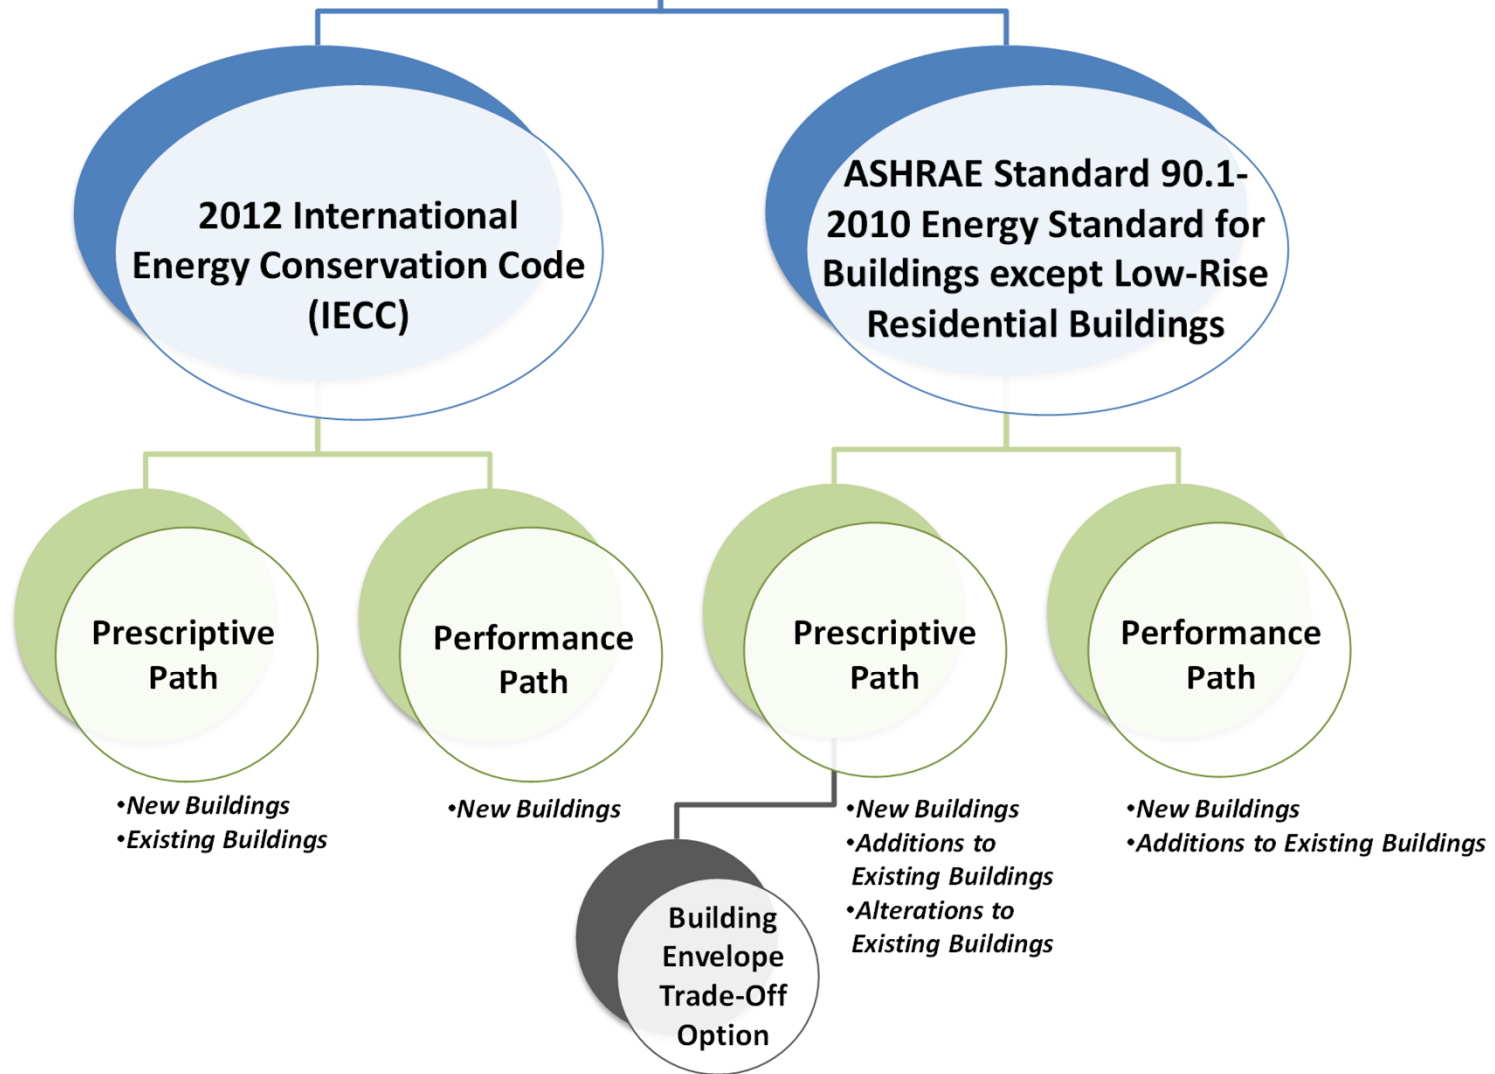 2012 International
Energy Conservation Code
(IECC)
ASHRAE Standard 90.1-
2010 Energy Standard for
Buildings except Low-Rise
Residential Buildings
Prescriptive
Path
Performance
Path
Prescriptive
Path
Performance
Path
•New Buildings
•Existing Buildings
•New Buildings
•New Buildings
•Additions to
Existing Buildings
•Alterations to
Existing Buildings
•New Buildings
•Additions to Existing Buildings
Building
Envelope
Trade-Off
Option